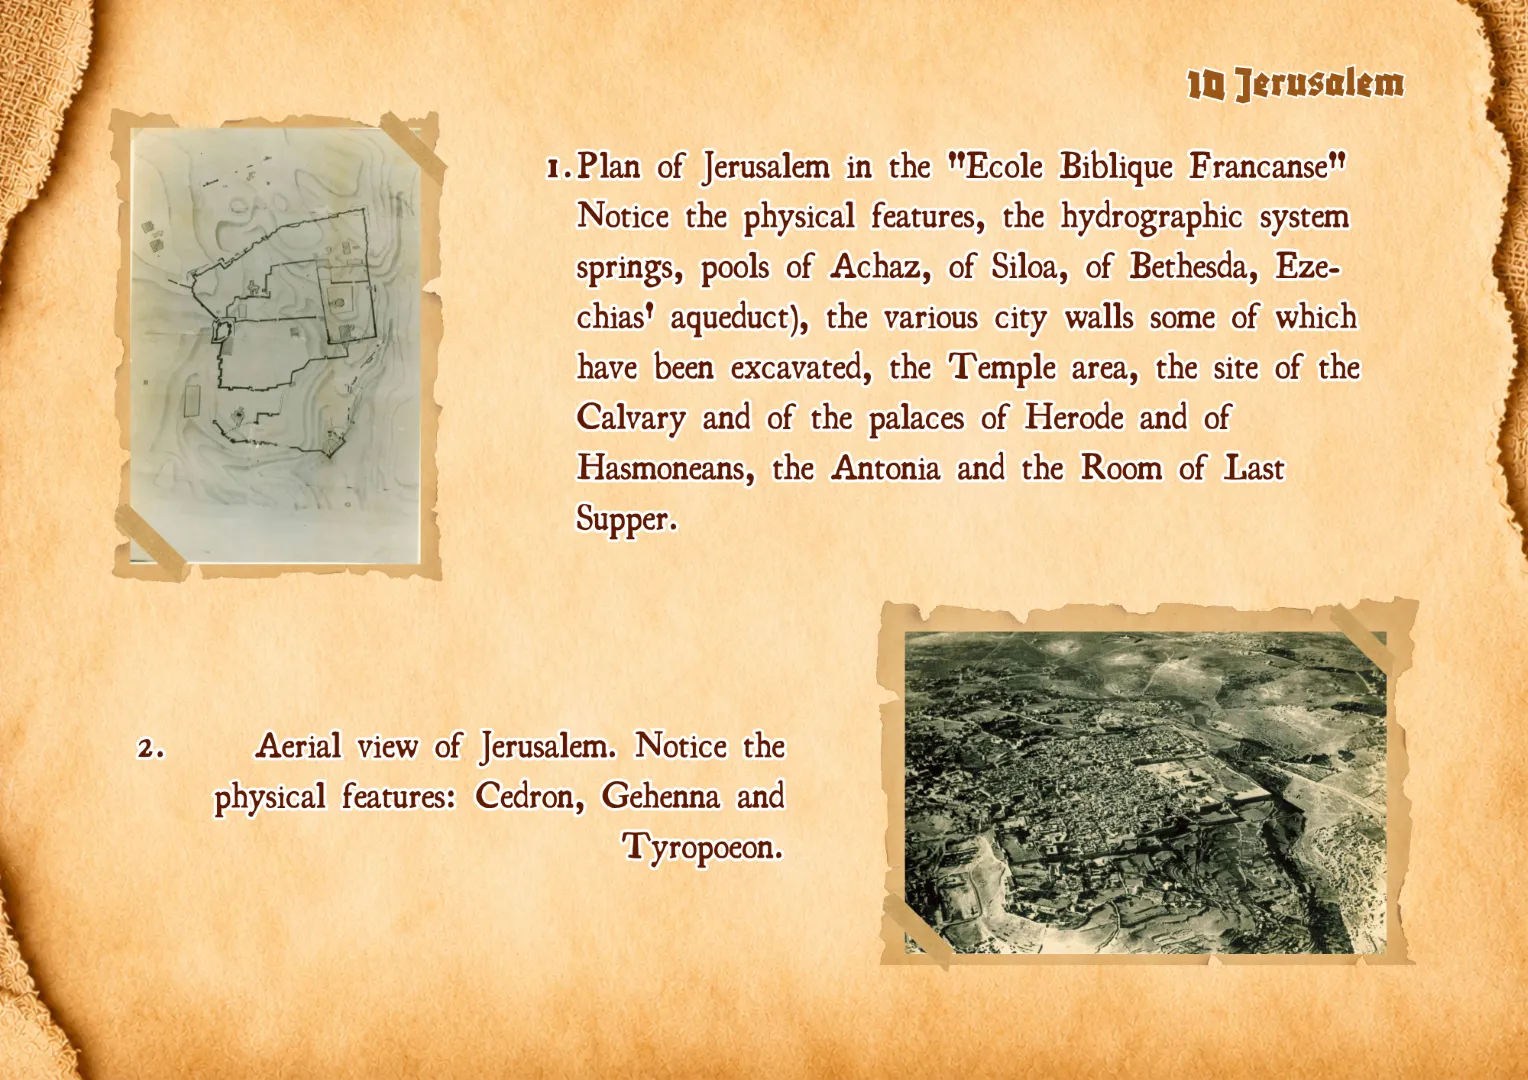 10 Jerusalem
1. Plan of Jerusalem in the "Ecole Biblique Francanse"
Notice the physical features, the hydrographic system
springs, pools of Achaz, of Siloa, of Bethesda, Eze-
chias' aqueduct), the various city walls some of which
have been excavated, the Temple area, the site of the
Calvary and of the palaces of Herode and of
Hasmoneans, the Antonia and the Room of Last
Supper.
2. Aerial view of Jerusalem. Notice the
physical features: Cedron, Gehenna and
Tyropoeon.